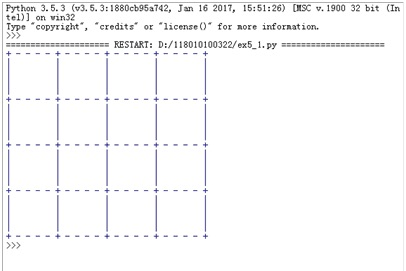 Python 3.5.3 (v3.5.3:1880cb95a742, Jan 16 2017, 15:51:26) [MSC v.1900 32 bit (In
tel)] on win32
Type "copyright", "credits" or "license()" for more information.
>>>
===================== RESTART: D:/118010100322/ex5_1.py =====================
+ - - - - + - - - - + - - - - + - - - - +
|         |         |         |         |
|         |         |         |         |
|         |         |         |         |
|         |         |         |         |
+ - - - - + - - - - + - - - - + - - - - +
|         |         |         |         |
|         |         |         |         |
|         |         |         |         |
|         |         |         |         |
+ - - - - + - - - - + - - - - + - - - - +
|         |         |         |         |
|         |         |         |         |
|         |         |         |         |
|         |         |         |         |
+ - - - - + - - - - + - - - - + - - - - +
|         |         |         |         |
|         |         |         |         |
|         |         |         |         |
|         |         |         |         |
+ - - - - + - - - - + - - - - + - - - - +
>>>